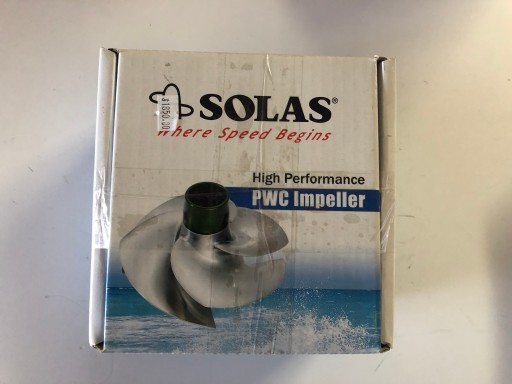 SOLAS®
Where Speed Begins
High Performance
PWC Impeller